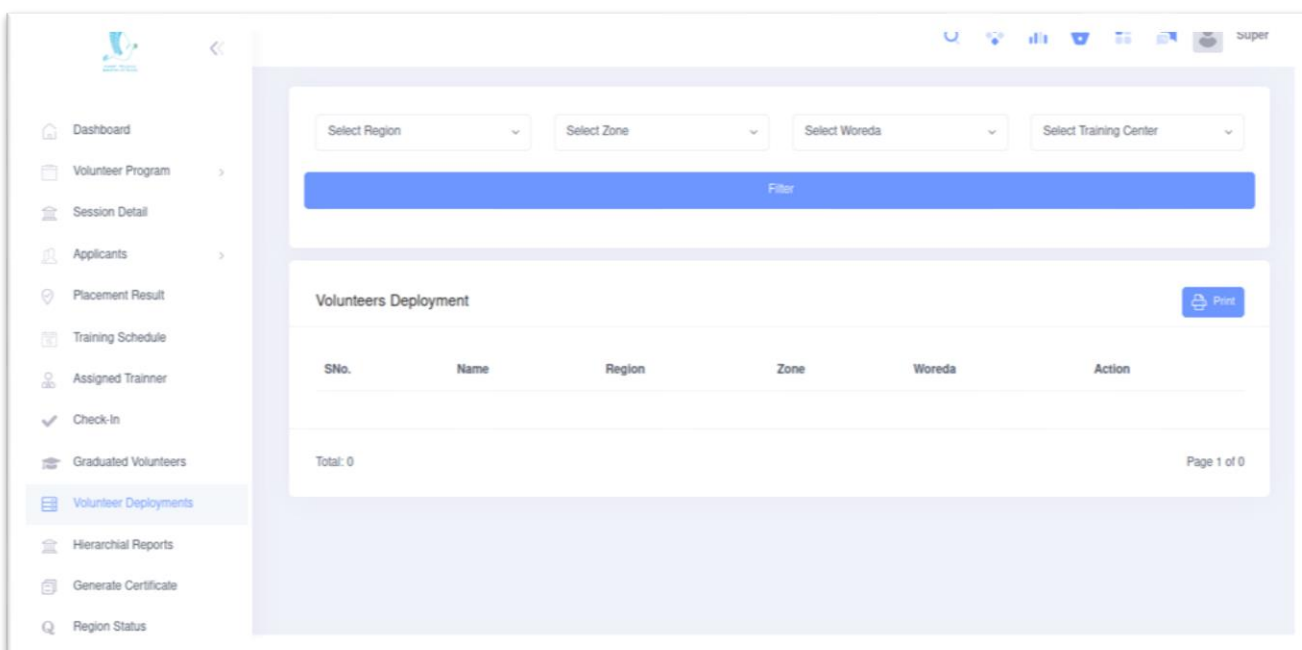 Super
Dashboard
Volunteer Program
Session Detail
Applicants
Placement Result
Training Schedule
Assigned Trainner
Check-In
Graduated Volunteers
Volunteer Deployments
Hierarchial Reports
Generate Certificate
Region Status
Select Region Select Zone Select Woreda Select Training Center
Filter
Volunteers Deployment Print
SNo. Name Region Zone Woreda Action
Total: 0 Page 1 of 0